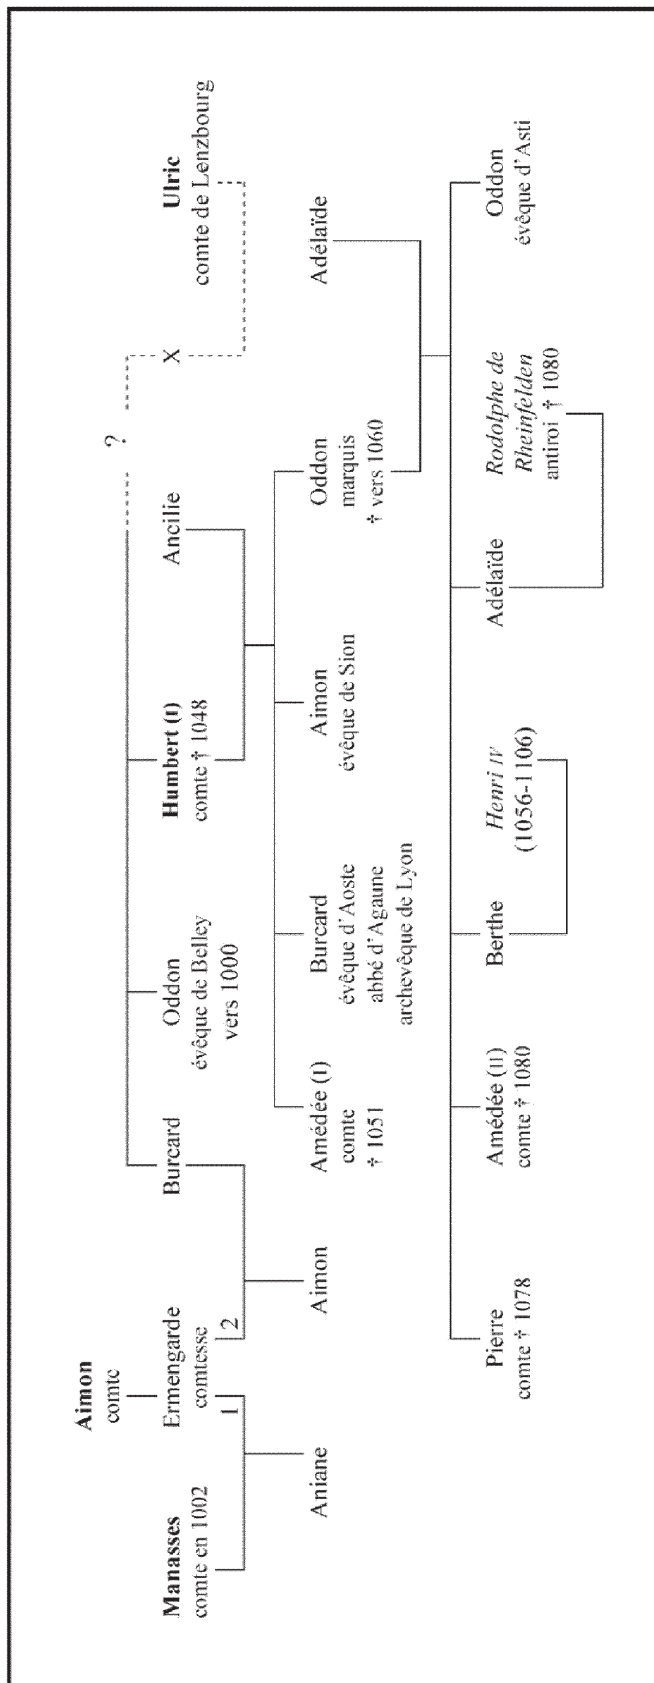 Aimon
comte
?
Manasses
comte en 1002
Ermengarde
comtesse
Burcard
Oddon
évêque de Belley
vers 1000
Humbert (I)
comte † 1048
Ancilie
X
Ulric
comte de Lenzbourg
1
2
Aniane
Aimon
Amédée (I)
comte
† 1051
Burcard
évêque d'Aoste
abbé d'Agaune
archevêque de Lyon
Aimon
évêque de Sion
Oddon
marquis
† vers 1060
Adélaïde
Pierre
comte † 1078
Amédée (II)
comte † 1080
Berthe
Henri IV
(1056-1106)
Adélaïde
Rodolphe de
Rheinfelden
antiroi † 1080
Oddon
évêque d'Asti